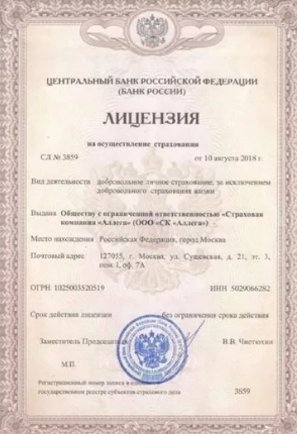 ЦЕНТРАЛЬНЫЙ БАНК РОССИЙСКОЙ ФЕДЕРАЦИИ
(БАНК РОССИИ)
ЛИЦЕНЗИЯ
на осуществление страхования
СЛ № 3859 от 10 августа 2018 г.
Вид деятельности добровольное личное страхование, за исключением
добровольного страхования жизни
Выдана Обществу с ограниченной ответственностью «Страховая
компания «Аллега» (ООО «СК «Аллега»)
Место нахождения Российская Федерация, город Москва
Почтовый адрес 127055, г. Москва, ул. Сущевская, д. 21, эт. 3,
пом. I, оф. 7А
ОГРН 1025003520519 ИНН 5029066282
Срок действия лицензии без ограничения срока действия
Заместитель В.В. Чистюхин
М.П.
Регистрационный номер записи в
государственном реестре субъектов страхового дела 3859